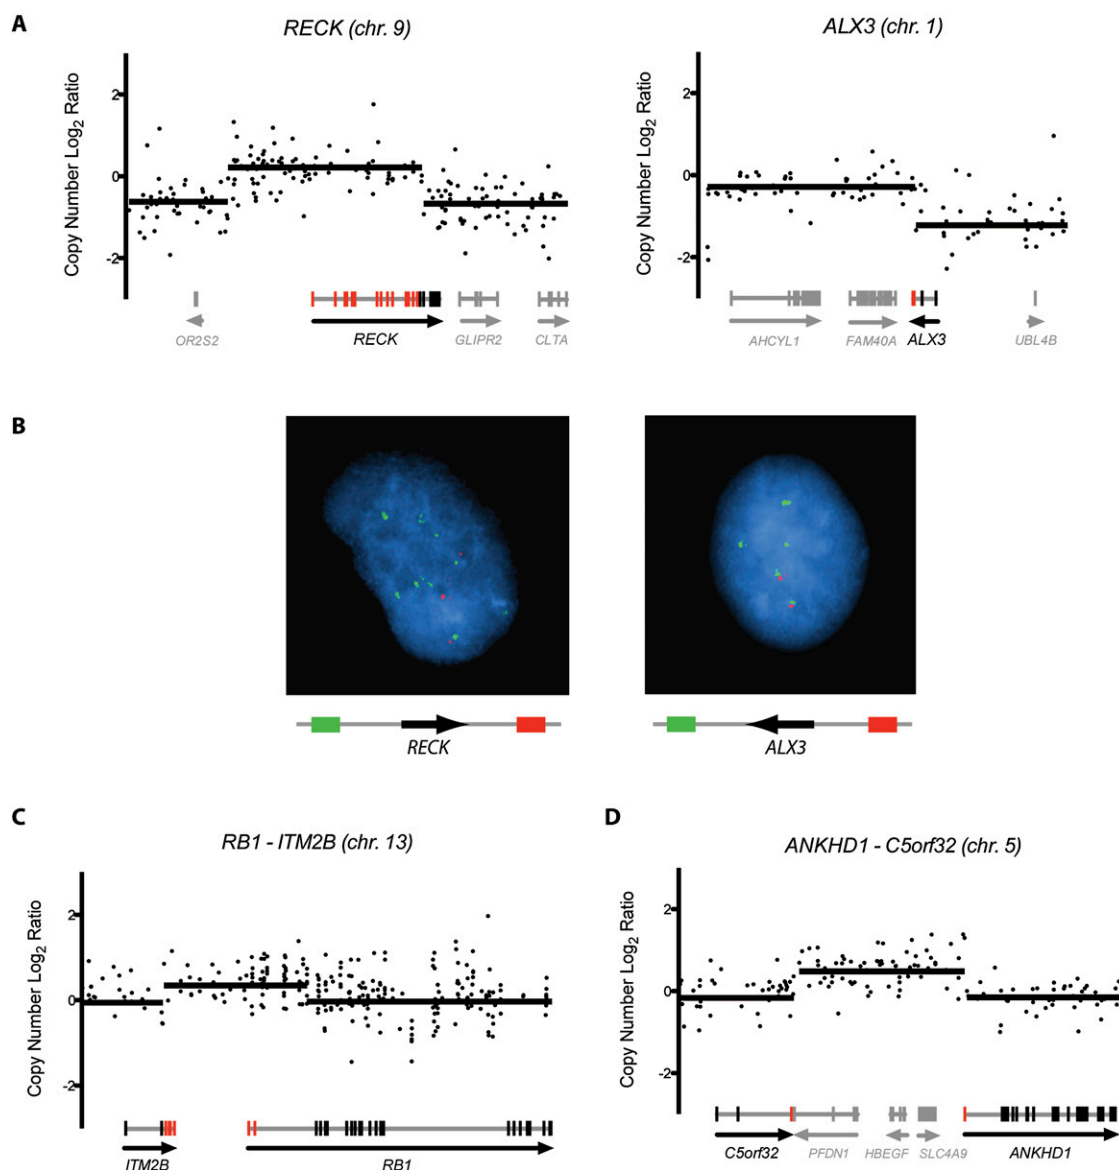 A
RECK (chr. 9)
ALX3 (chr. 1)
Copy Number Log2 Ratio
2
0
-2
OR2S2
RECK
GLIPR2
CLTA
Copy Number Log2 Ratio
2
0
-2
AHCYL1
FAM40A
ALX3
UBL4B
B
RECK
ALX3
C
RB1 - ITM2B (chr. 13)
Copy Number Log2 Ratio
2
0
-2
ITM2B
RB1
D
ANKHD1 - C5orf32 (chr. 5)
Copy Number Log2 Ratio
2
0
-2
C5orf32
PFDN1
HBEGF
SLC4A9
ANKHD1